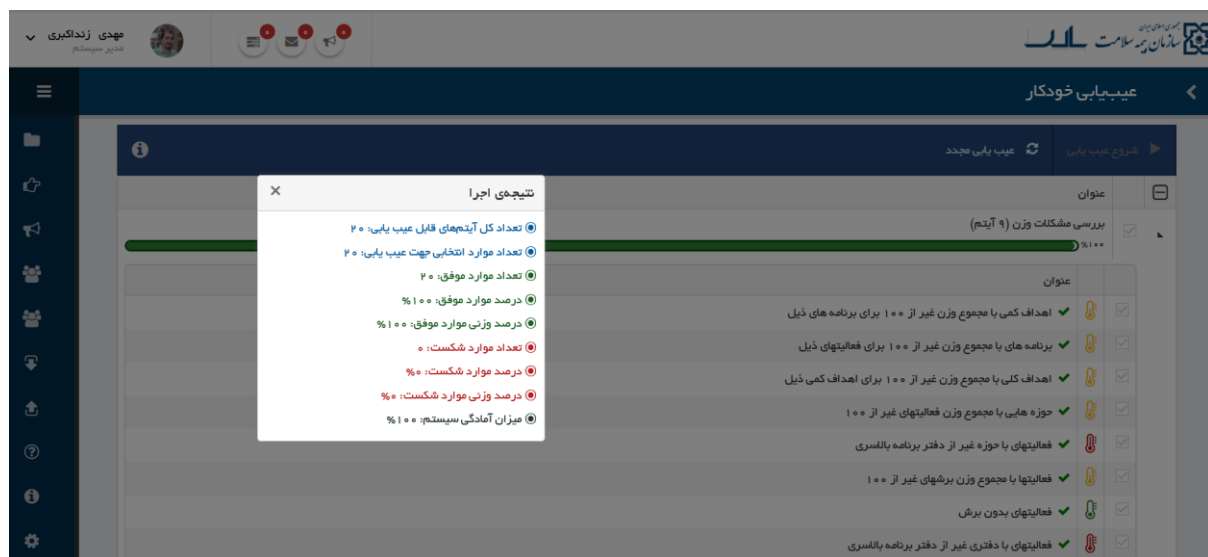 جمهوری اسلامی ایران
سازمان بیمه سلامت
مهدی زنداکبری
مدیر سیستم
۰
۰
۰
عیب‌یابی خودکار
شروع عیب یابی
عیب یابی مجدد
عنوان
بررسی مشکلات وزن (۹ آیتم)
%۱۰۰
عنوان
اهداف کمی با مجموع وزن غیر از ۱۰۰ برای برنامه های ذیل
برنامه های با مجموع وزن غیر از ۱۰۰ برای فعالیتهای ذیل
اهداف کلی با مجموع وزن غیر از ۱۰۰ برای اهداف کمی ذیل
حوزه هایی با مجموع وزن فعالیتهای غیر از ۱۰۰
فعالیتهای با حوزه غیر از دفتر برنامه بالاسری
فعالیتها با مجموع وزن برشهای غیر از ۱۰۰
فعالیتهای بدون برش
فعالیتهای با دفتری غیر از دفتر برنامه بالاسری
نتیجه‌ی اجرا
×
تعداد کل آیتم‌های قابل عیب یابی: ۲۰
تعداد موارد انتخابی جهت عیب یابی: ۲۰
تعداد موارد موفق: ۲۰
درصد موارد موفق: ۱۰۰%
درصد وزنی موارد موفق: ۱۰۰%
تعداد موارد شکست: ۰
درصد موارد شکست: ۰%
درصد وزنی موارد شکست: ۰%
میزان آمادگی سیستم: ۱۰۰%